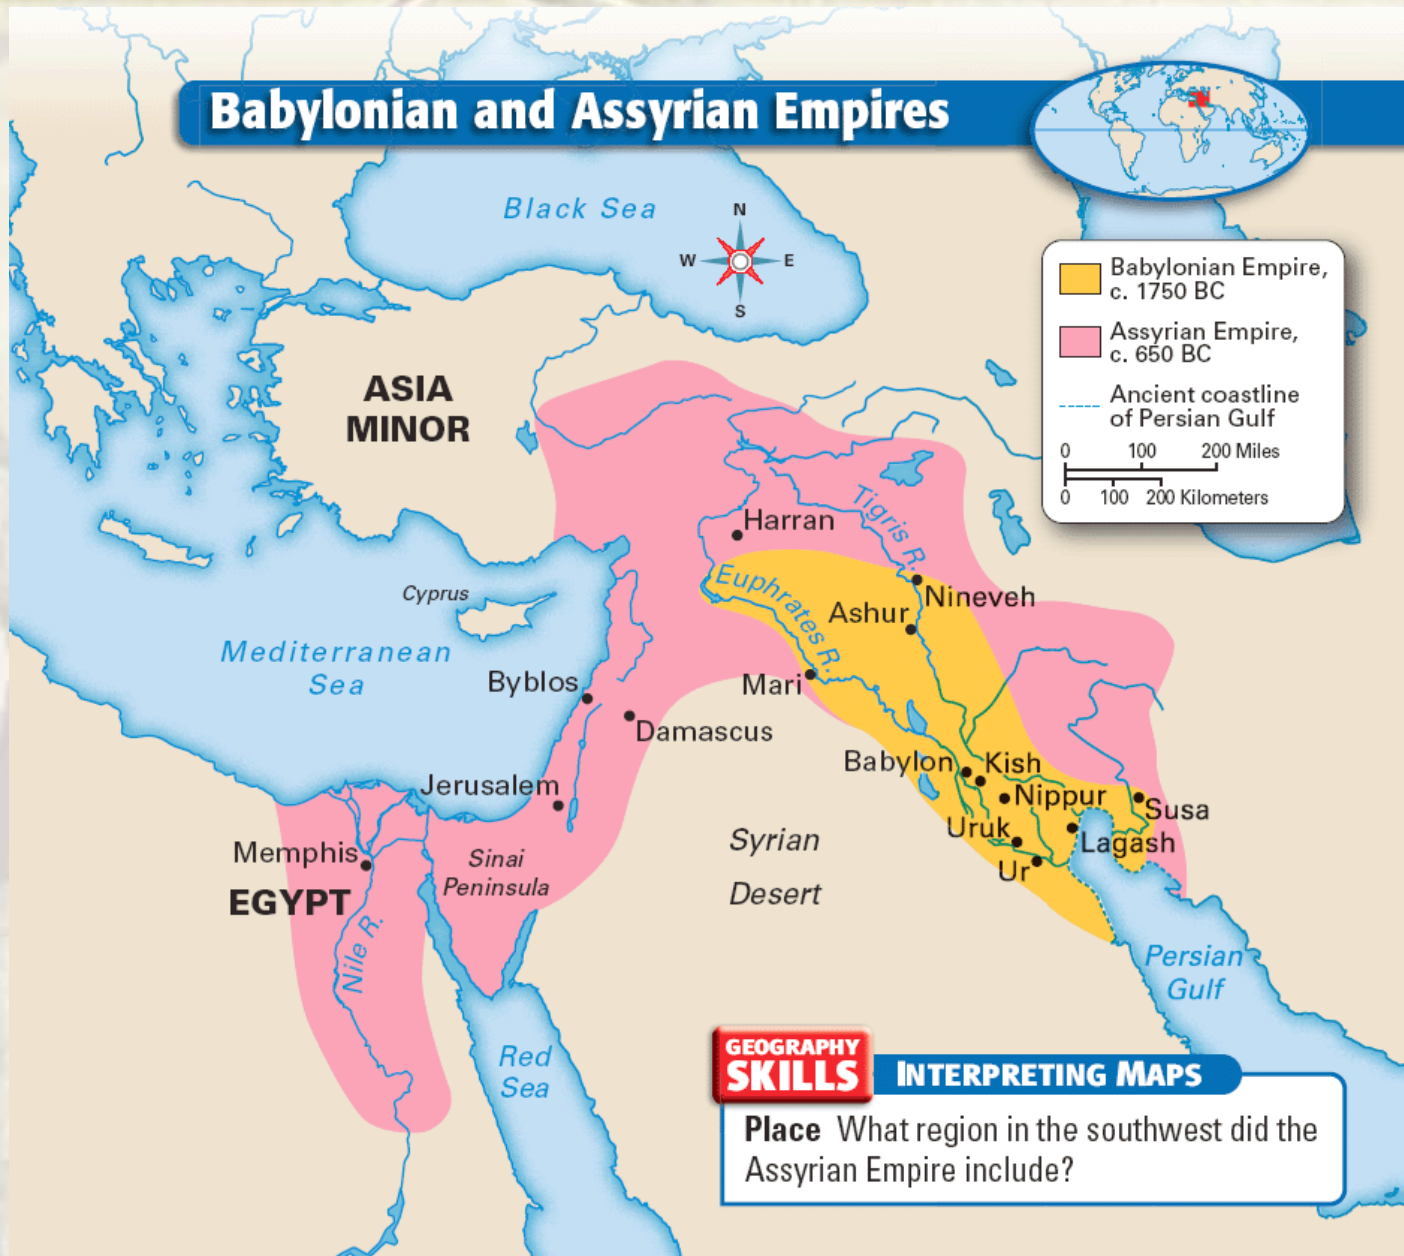 Babylonian and Assyrian Empires
Black Sea
N
W
E
S
Babylonian Empire,
c. 1750 BC
Assyrian Empire,
c. 650 BC
Ancient coastline
of Persian Gulf
0 100 200 Miles
0 100 200 Kilometers
ASIA
MINOR
Harran
Tigris R.
Euphrates R.
Nineveh
Ashur
Cyprus
Mediterranean
Sea
Byblos
Mari
Damascus
Babylon
Kish
Jerusalem
Nippur
Susa
Uruk
Lagash
Ur
Syrian
Desert
Memphis
EGYPT
Sinai
Peninsula
Nile R.
Persian
Gulf
Red
Sea
GEOGRAPHY
SKILLS
INTERPRETING MAPS
Place What region in the southwest did the
Assyrian Empire include?